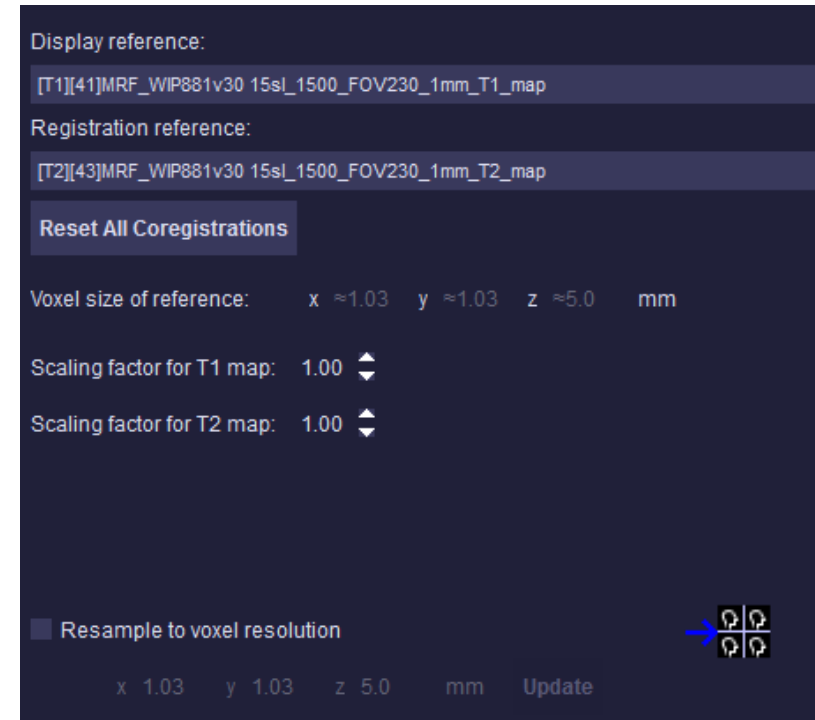 Display reference:
[T1][41]MRF_WIP881v30 15sl_1500_FOV230_1mm_T1_map
Registration reference:
[T2][43]MRF_WIP881v30 15sl_1500_FOV230_1mm_T2_map
Reset All Coregistrations
Voxel size of reference: x ≈1.03 y ≈1.03 z ≈5.0 mm
Scaling factor for T1 map: 1.00
Scaling factor for T2 map: 1.00
Resample to voxel resolution
x 1.03 y 1.03 z 5.0 mm Update